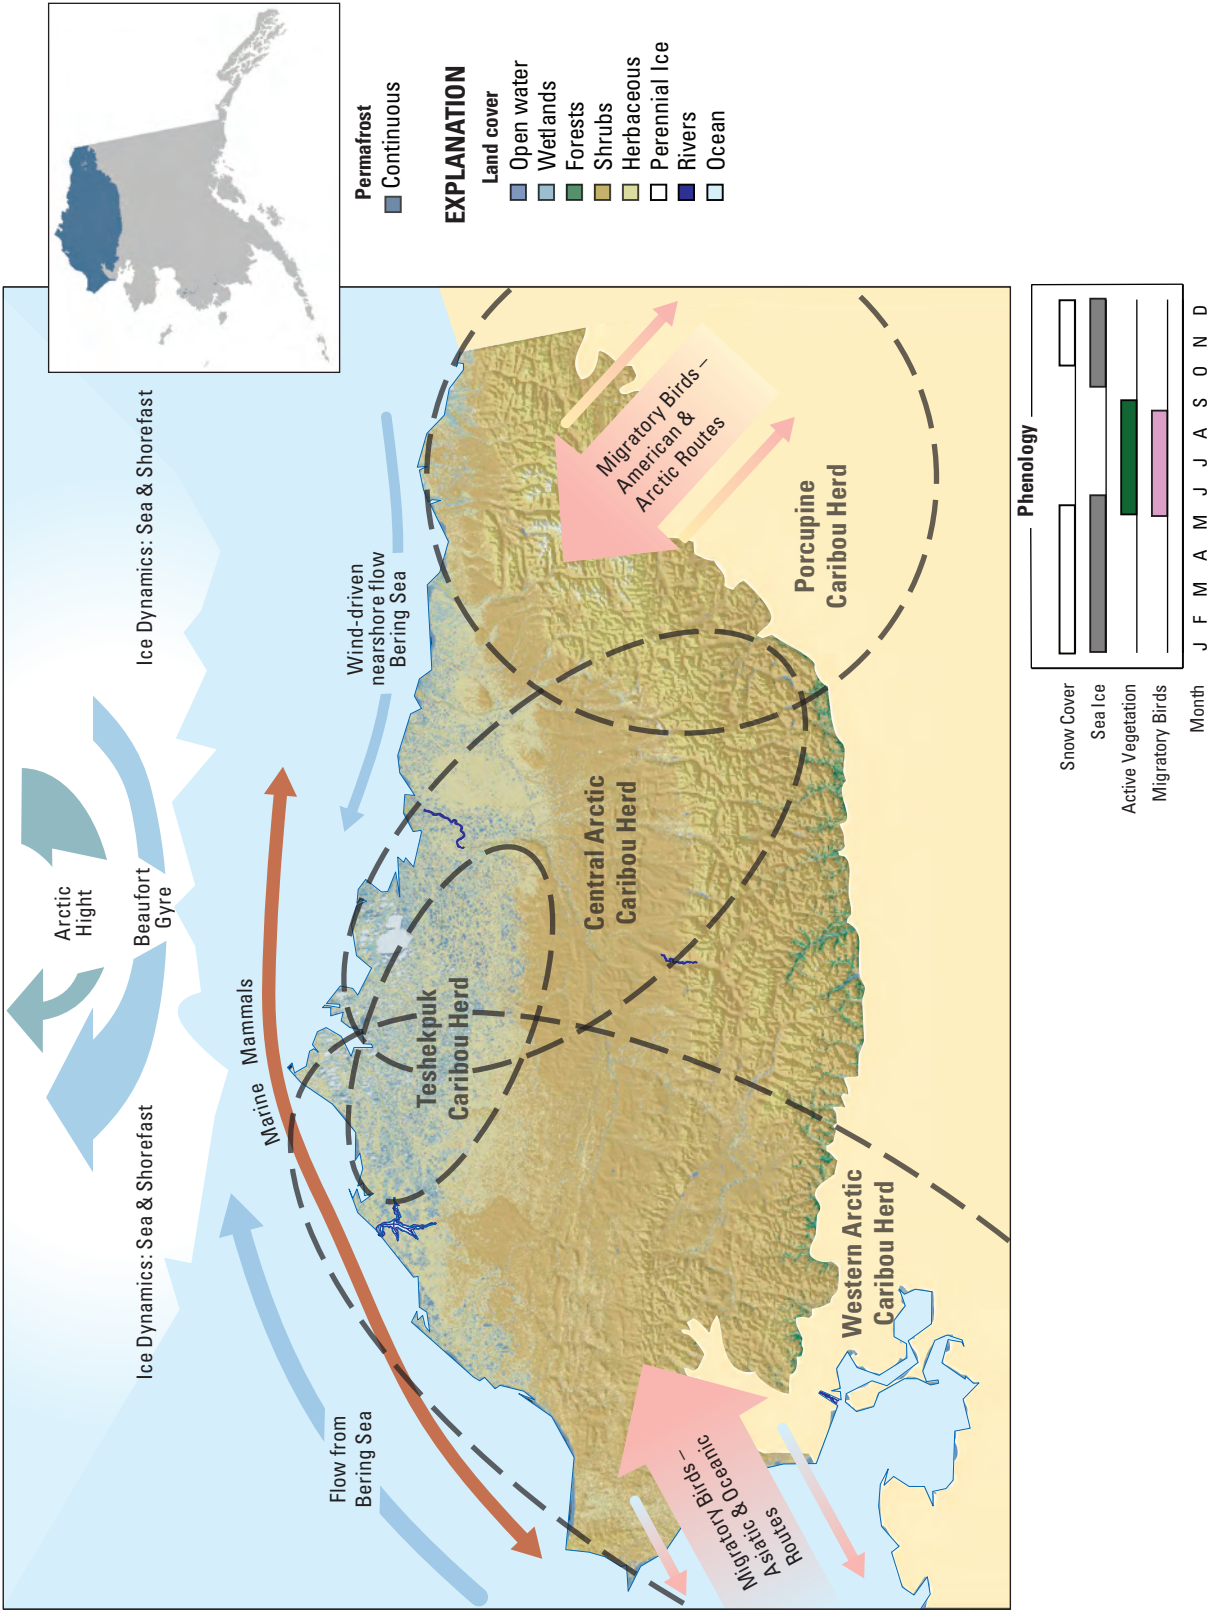 Permafrost
Continuous
EXPLANATION
Land cover
Open water
Wetlands
Forests
Shrubs
Herbaceous
Perennial Ice
Rivers
Ocean
Ice Dynamics: Sea & Shorefast
Ice Dynamics: Sea & Shorefast
Arctic
Hight
Beaufort
Gyre
Marine Mammals
Flow from
Bering Sea
Wind-driven
nearshore flow
Bering Sea
Teshekpuk
Caribou Herd
Central Arctic
Caribou Herd
Porcupine
Caribou Herd
Western Arctic
Caribou Herd
Migratory Birds –
Asiatic & Oceanic
Routes
Migratory Birds –
American &
Arctic Routes
Phenology
Snow Cover
Sea Ice
Active Vegetation
Migratory Birds
Month J F M A M J J A S O N D